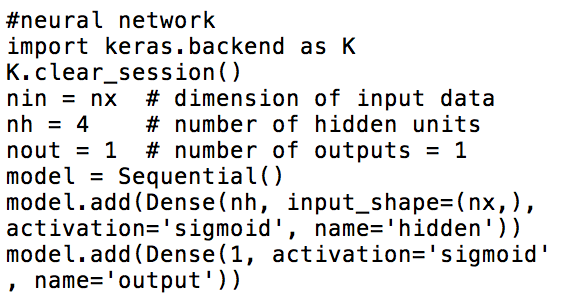 #neural network
import keras.backend as K
K.clear_session()
nin = nx  # dimension of input data
nh = 4    # number of hidden units
nout = 1  # number of outputs = 1
model = Sequential()
model.add(Dense(nh, input_shape=(nx,),
activation='sigmoid', name='hidden'))
model.add(Dense(1, activation='sigmoid'
, name='output'))